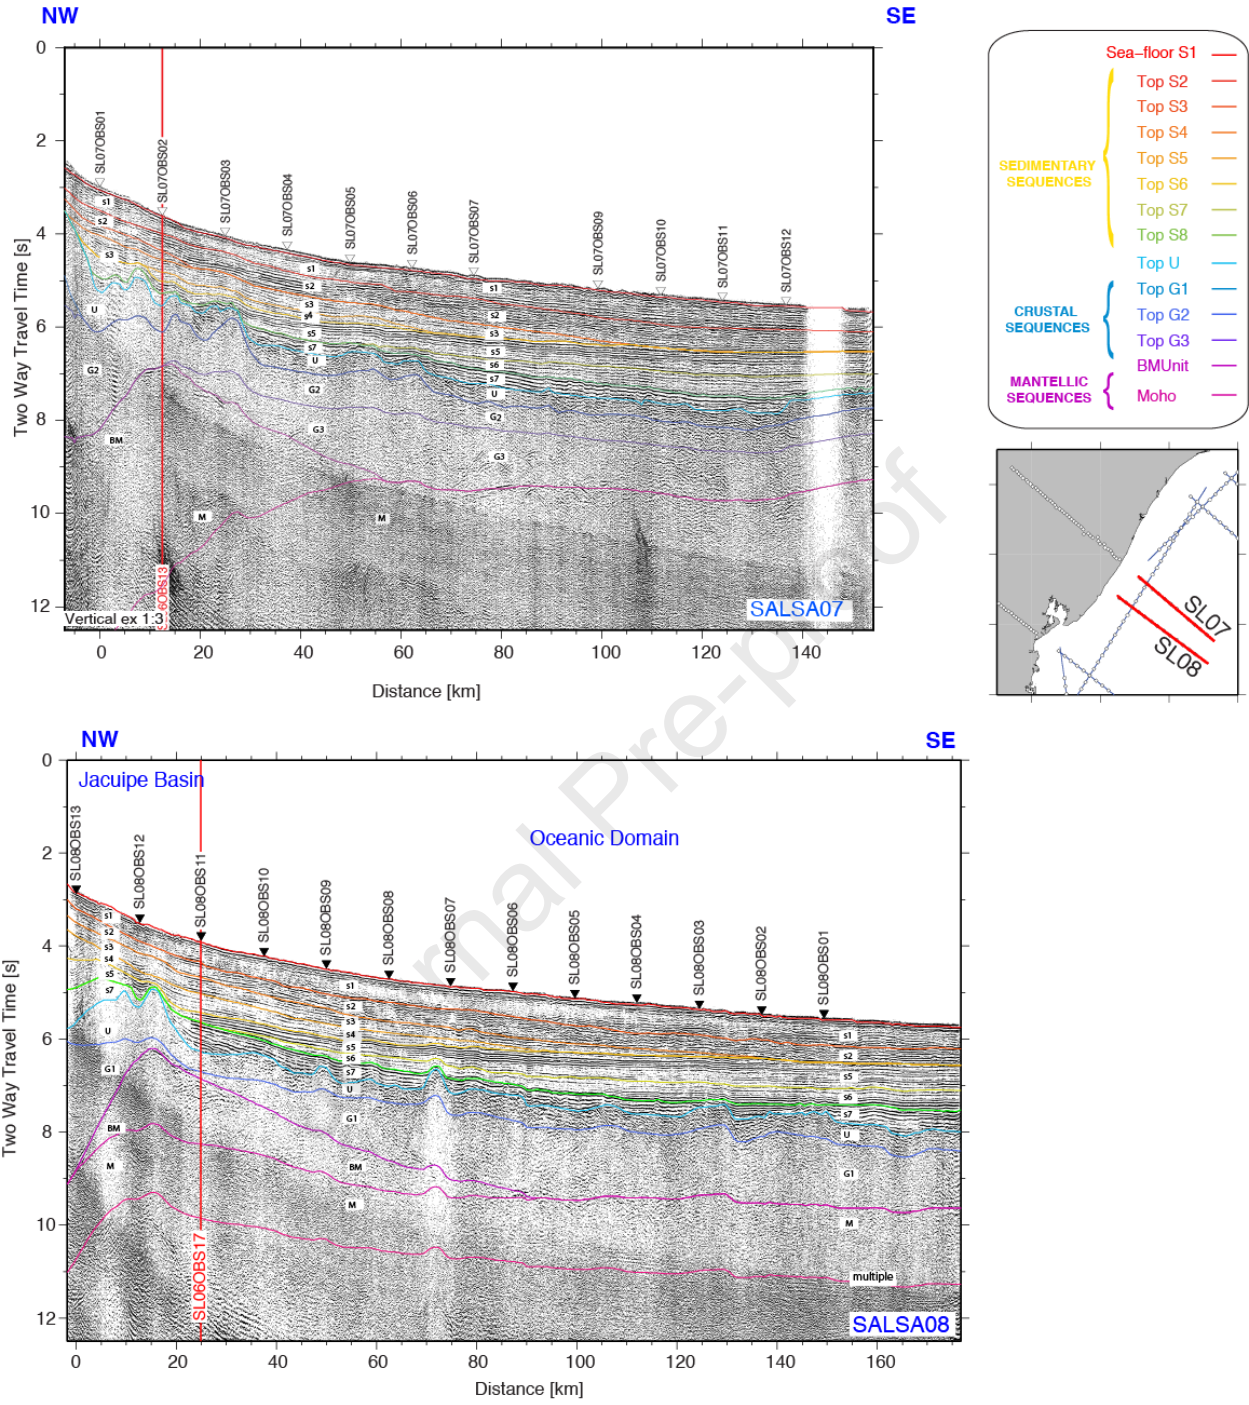 NW
SE
0
2
4
6
8
10
12
Two Way Travel Time [s]
SL07OBS01
SL07OBS02
SL07OBS03
SL07OBS04
SL07OBS05
SL07OBS06
SL07OBS07
SL07OBS09
SL07OBS10
SL07OBS11
SL07OBS12
s1
s2
s3
U
G2
BM
M
s1
s2
s3
s4
s5
s7
U
G2
G3
M
s1
s2
s3
s5
s6
s7
U
G2
G3
6OBS13
Vertical ex 1:3
SALSA07
0
20
40
60
80
100
120
140
Distance [km]
Sea-floor S1
Top S2
Top S3
Top S4
Top S5
Top S6
Top S7
Top S8
SEDIMENTARY
SEQUENCES
Top U
Top G1
Top G2
Top G3
CRUSTAL
SEQUENCES
BMUnit
MANTELLIC
SEQUENCES
Moho
SL07
SL08
NW
SE
Jacuipe Basin
Oceanic Domain
0
2
4
6
8
10
12
Two Way Travel Time [s]
SL08OBS13
SL08OBS12
SL08OBS11
SL08OBS10
SL08OBS09
SL08OBS08
SL08OBS07
SL08OBS06
SL08OBS05
SL08OBS04
SL08OBS03
SL08OBS02
SL08OBS01
s1
s2
s3
s4
s5
s7
U
G1
BM
M
s1
s2
s3
s4
s5
s6
s7
U
G1
BM
M
s1
s2
s5
s6
s7
U
G1
M
multiple
SL06OBS17
SALSA08
0
20
40
60
80
100
120
140
160
Distance [km]
rnal Pre-proof